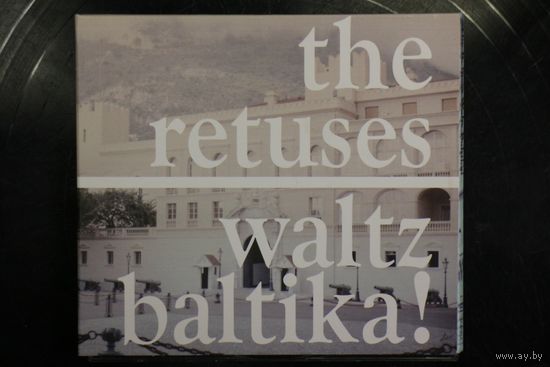 the
retuses
waltz
baltika!
© www.ay.by